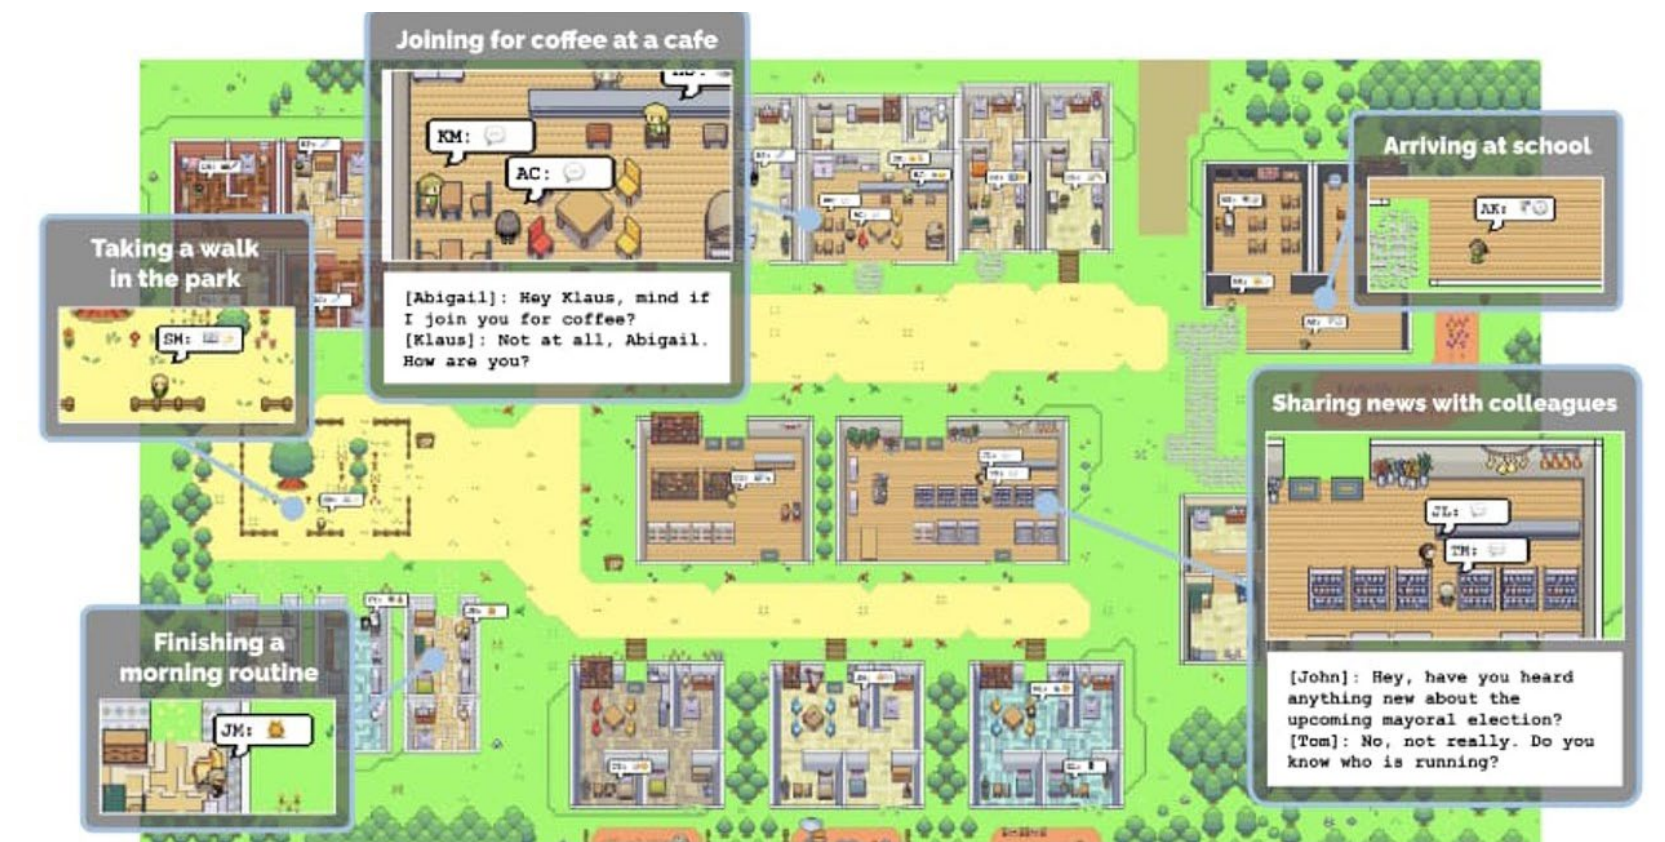 Joining for coffee at a cafe
KM:
AC:
[Abigail]: Hey Klaus, mind if
I join you for coffee?
[Klaus]: Not at all, Abigail.
How are you?
Arriving at school
AK:
Taking a walk
in the park
SM:
Sharing news with colleagues
JL:
TM:
[John]: Hey, have you heard
anything new about the
upcoming mayoral election?
[Tom]: No, not really. Do you
know who is running?
Finishing a
morning routine
JM: